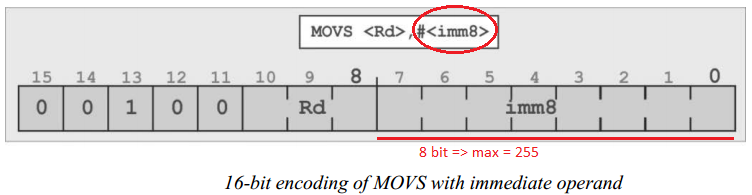 MOVS <Rd>,#<imm8>
15 14 13 12 11 10 9 8 7 6 5 4 3 2 1 0
0 0 1 0 0 Rd imm8
8 bit => max = 255
16-bit encoding of MOVS with immediate operand